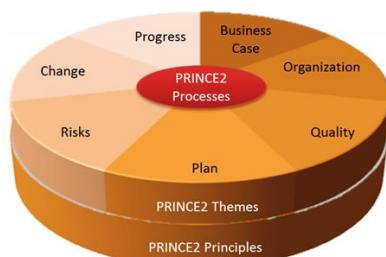 Progress
Business
Case
Change
PRINCE2
Processes
Organization
Risks
Quality
Plan
PRINCE2 Themes
PRINCE2 Principles